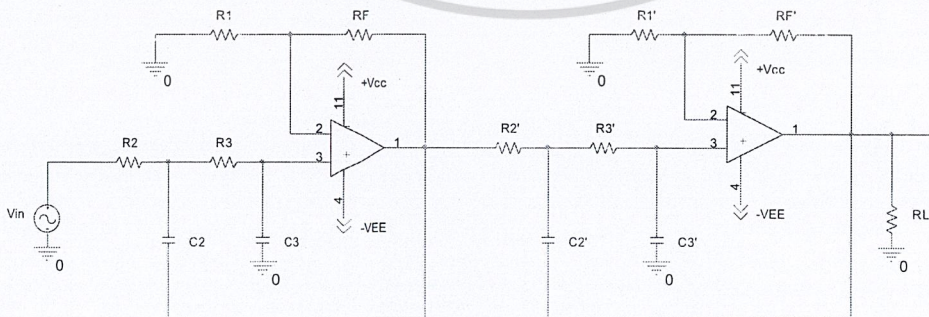 R1 RF R1' RF'
0 +Vcc 0 +Vcc
11 11
R2 R3 2 1 R2' R3' 2 1
3 + 3 +
Vin 4 -VEE 4 -VEE RL
C2 C3 C2' C3'
0 0 0 0